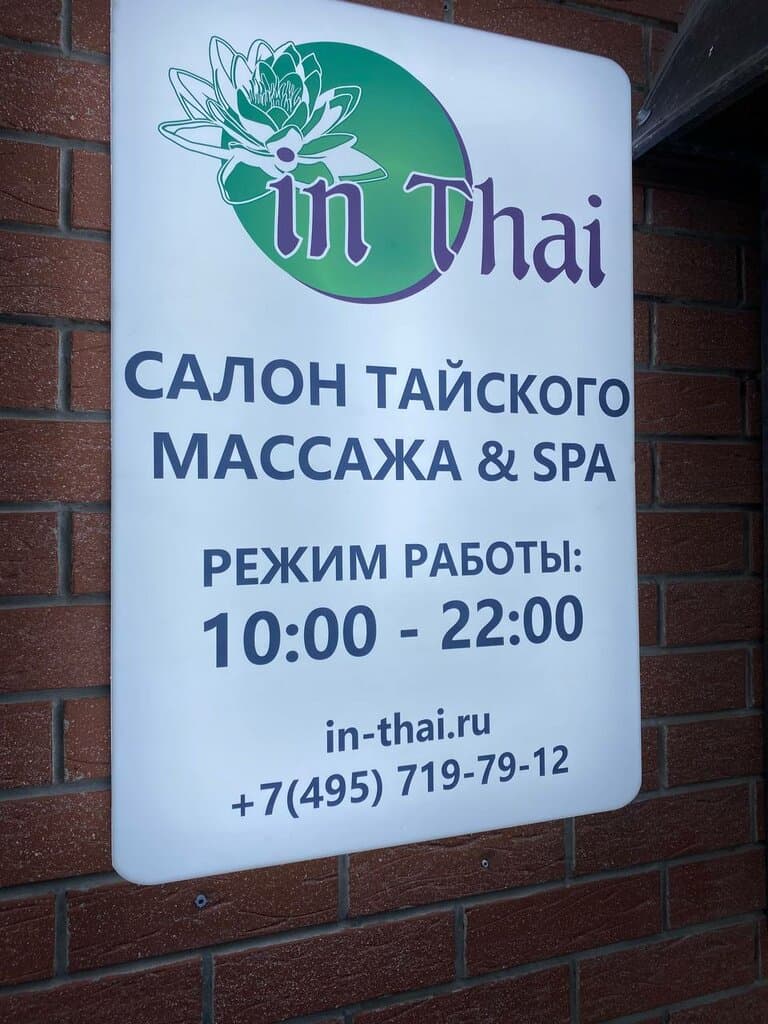 in Thai
САЛОН ТАЙСКОГО
МАССАЖА & SPA
РЕЖИМ РАБОТЫ:
10:00 - 22:00
in-thai.ru
+7(495) 719-79-12